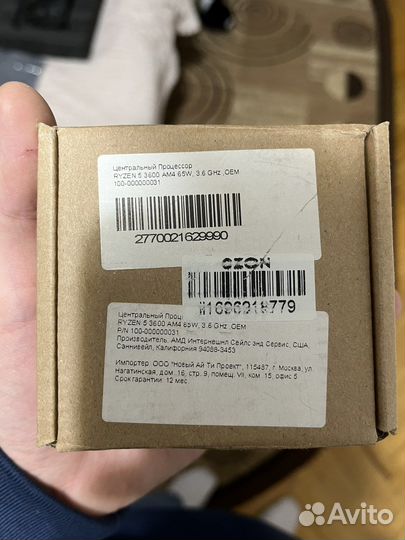 Центральный Процессор
RYZEN 5 3600 AM4 65W, 3.6 GHz ,OEM
100-000000031
2770021629990
OZON
Центральный Процес
RYZEN 5 3600 AM4 65W, 3.6 GHz ,OEM
P/N 100-000000031
Производитель: АМД Интернешнл Сейлс энд Сервис, США,
Саннивейл, Калифорния 94088-3453
Импортер: ООО "Новый Ай Ти Проект", 115487, г. Москва, ул.
Нагатинская, дом. 16, стр. 9, помещ. VII, ком. 15, офис 5
Срок гарантии: 12 мес.
Avito